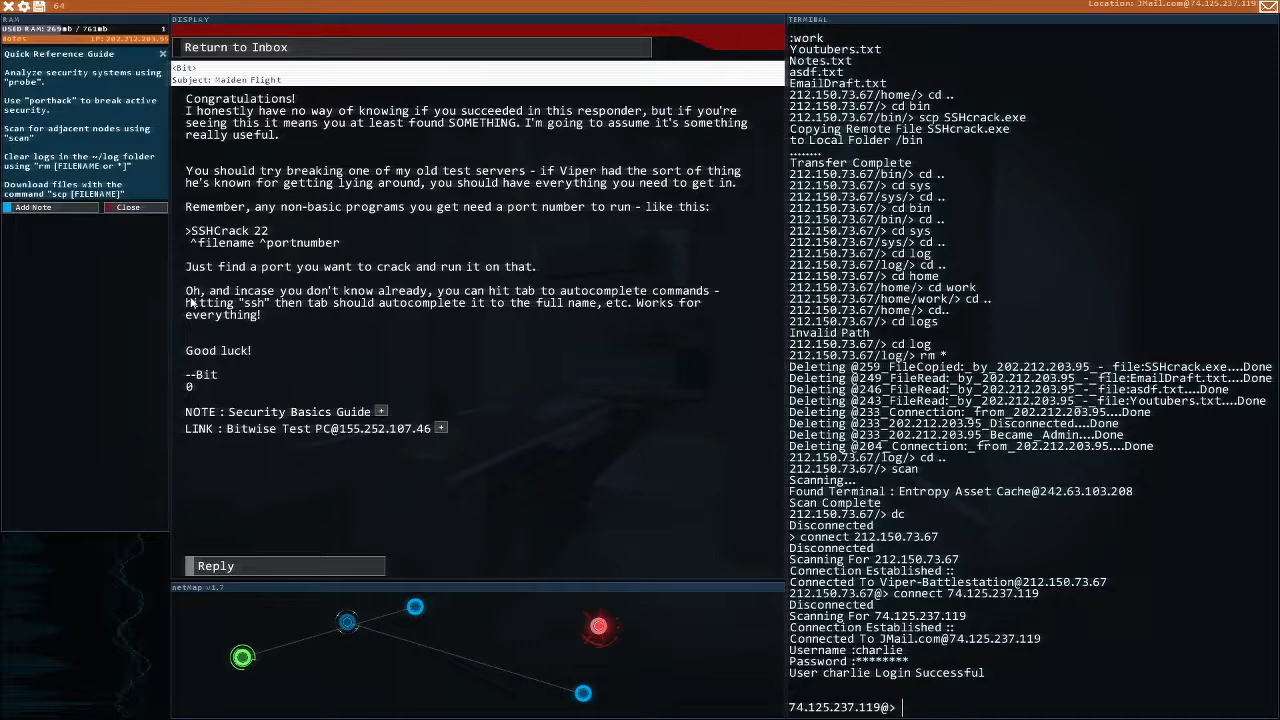 64
Location: JMail.com@74.125.237.119
RAM
USED RAM: 269mb / 761mb
1
notes
IP: 202.212.203.95
Quick Reference Guide
Analyze security systems using
"probe".
Use "porthack" to break active
security.
Scan for adjacent nodes using
"scan"
Clear logs in the ~/log folder
using "rm [FILENAME or *]"
Download files with the
command "scp [FILENAME]"
Add Note
Close
DISPLAY
Return to Inbox
<Bit>
Subject: Maiden Flight
Congratulations!
I honestly have no way of knowing if you succeeded in this responder, but if you're
seeing this it means you at least found SOMETHING. I'm going to assume it's something
really useful.
You should try breaking one of my old test servers - if Viper had the sort of thing
he's known for getting lying around, you should have everything you need to get in.
Remember, any non-basic programs you get need a port number to run - like this:
>SSHCrack 22
^filename ^portnumber
Just find a port you want to crack and run it on that.
Oh, and incase you don't know already, you can hit tab to autocomplete commands -
hitting "ssh" then tab should autocomplete it to the full name, etc. Works for
everything!
Good luck!
--Bit
0
NOTE : Security Basics Guide +
LINK : Bitwise Test PC@155.252.107.46 +
Reply
netMap v1.7
TERMINAL
:work
Youtubers.txt
Notes.txt
asdf.txt
EmailDraft.txt
212.150.73.67/home/> cd ..
212.150.73.67/> cd bin
212.150.73.67/bin/> scp SSHcrack.exe
Copying Remote File SSHcrack.exe
to Local Folder /bin
........
Transfer Complete
212.150.73.67/bin/> cd ..
212.150.73.67/> cd sys
212.150.73.67/sys/> cd ..
212.150.73.67/> cd bin
212.150.73.67/bin/> cd ..
212.150.73.67/> cd sys
212.150.73.67/sys/> cd ..
212.150.73.67/> cd log
212.150.73.67/log/> cd ..
212.150.73.67/> cd home
212.150.73.67/home/> cd work
212.150.73.67/home/work/> cd ..
212.150.73.67/home/> cd..
212.150.73.67/> cd logs
Invalid Path
212.150.73.67/> cd log
212.150.73.67/log/> rm *
Deleting @259_FileCopied:_by_202.212.203.95_-_file:SSHcrack.exe....Done
Deleting @249_FileRead:_by_202.212.203.95_-_file:EmailDraft.txt....Done
Deleting @246_FileRead:_by_202.212.203.95_-_file:asdf.txt....Done
Deleting @243_FileRead:_by_202.212.203.95_-_file:Youtubers.txt....Done
Deleting @233_Connection:_from_202.212.203.95....Done
Deleting @233_202.212.203.95_Disconnected....Done
Deleting @233_202.212.203.95_Became_Admin....Done
Deleting @204_Connection:_from_202.212.203.95....Done
212.150.73.67/log/> cd ..
212.150.73.67/> scan
Scanning...
Found Terminal : Entropy Asset Cache@242.63.103.208
Scan Complete
212.150.73.67/> dc
Disconnected
> connect 212.150.73.67
Disconnected
Scanning For 212.150.73.67
Connection Established ::
Connected To Viper-Battlestation@212.150.73.67
212.150.73.67@> connect 74.125.237.119
Disconnected
Scanning For 74.125.237.119
Connection Established ::
Connected To JMail.com@74.125.237.119
Username :charlie
Password :********
User charlie Login Successful
74.125.237.119@>